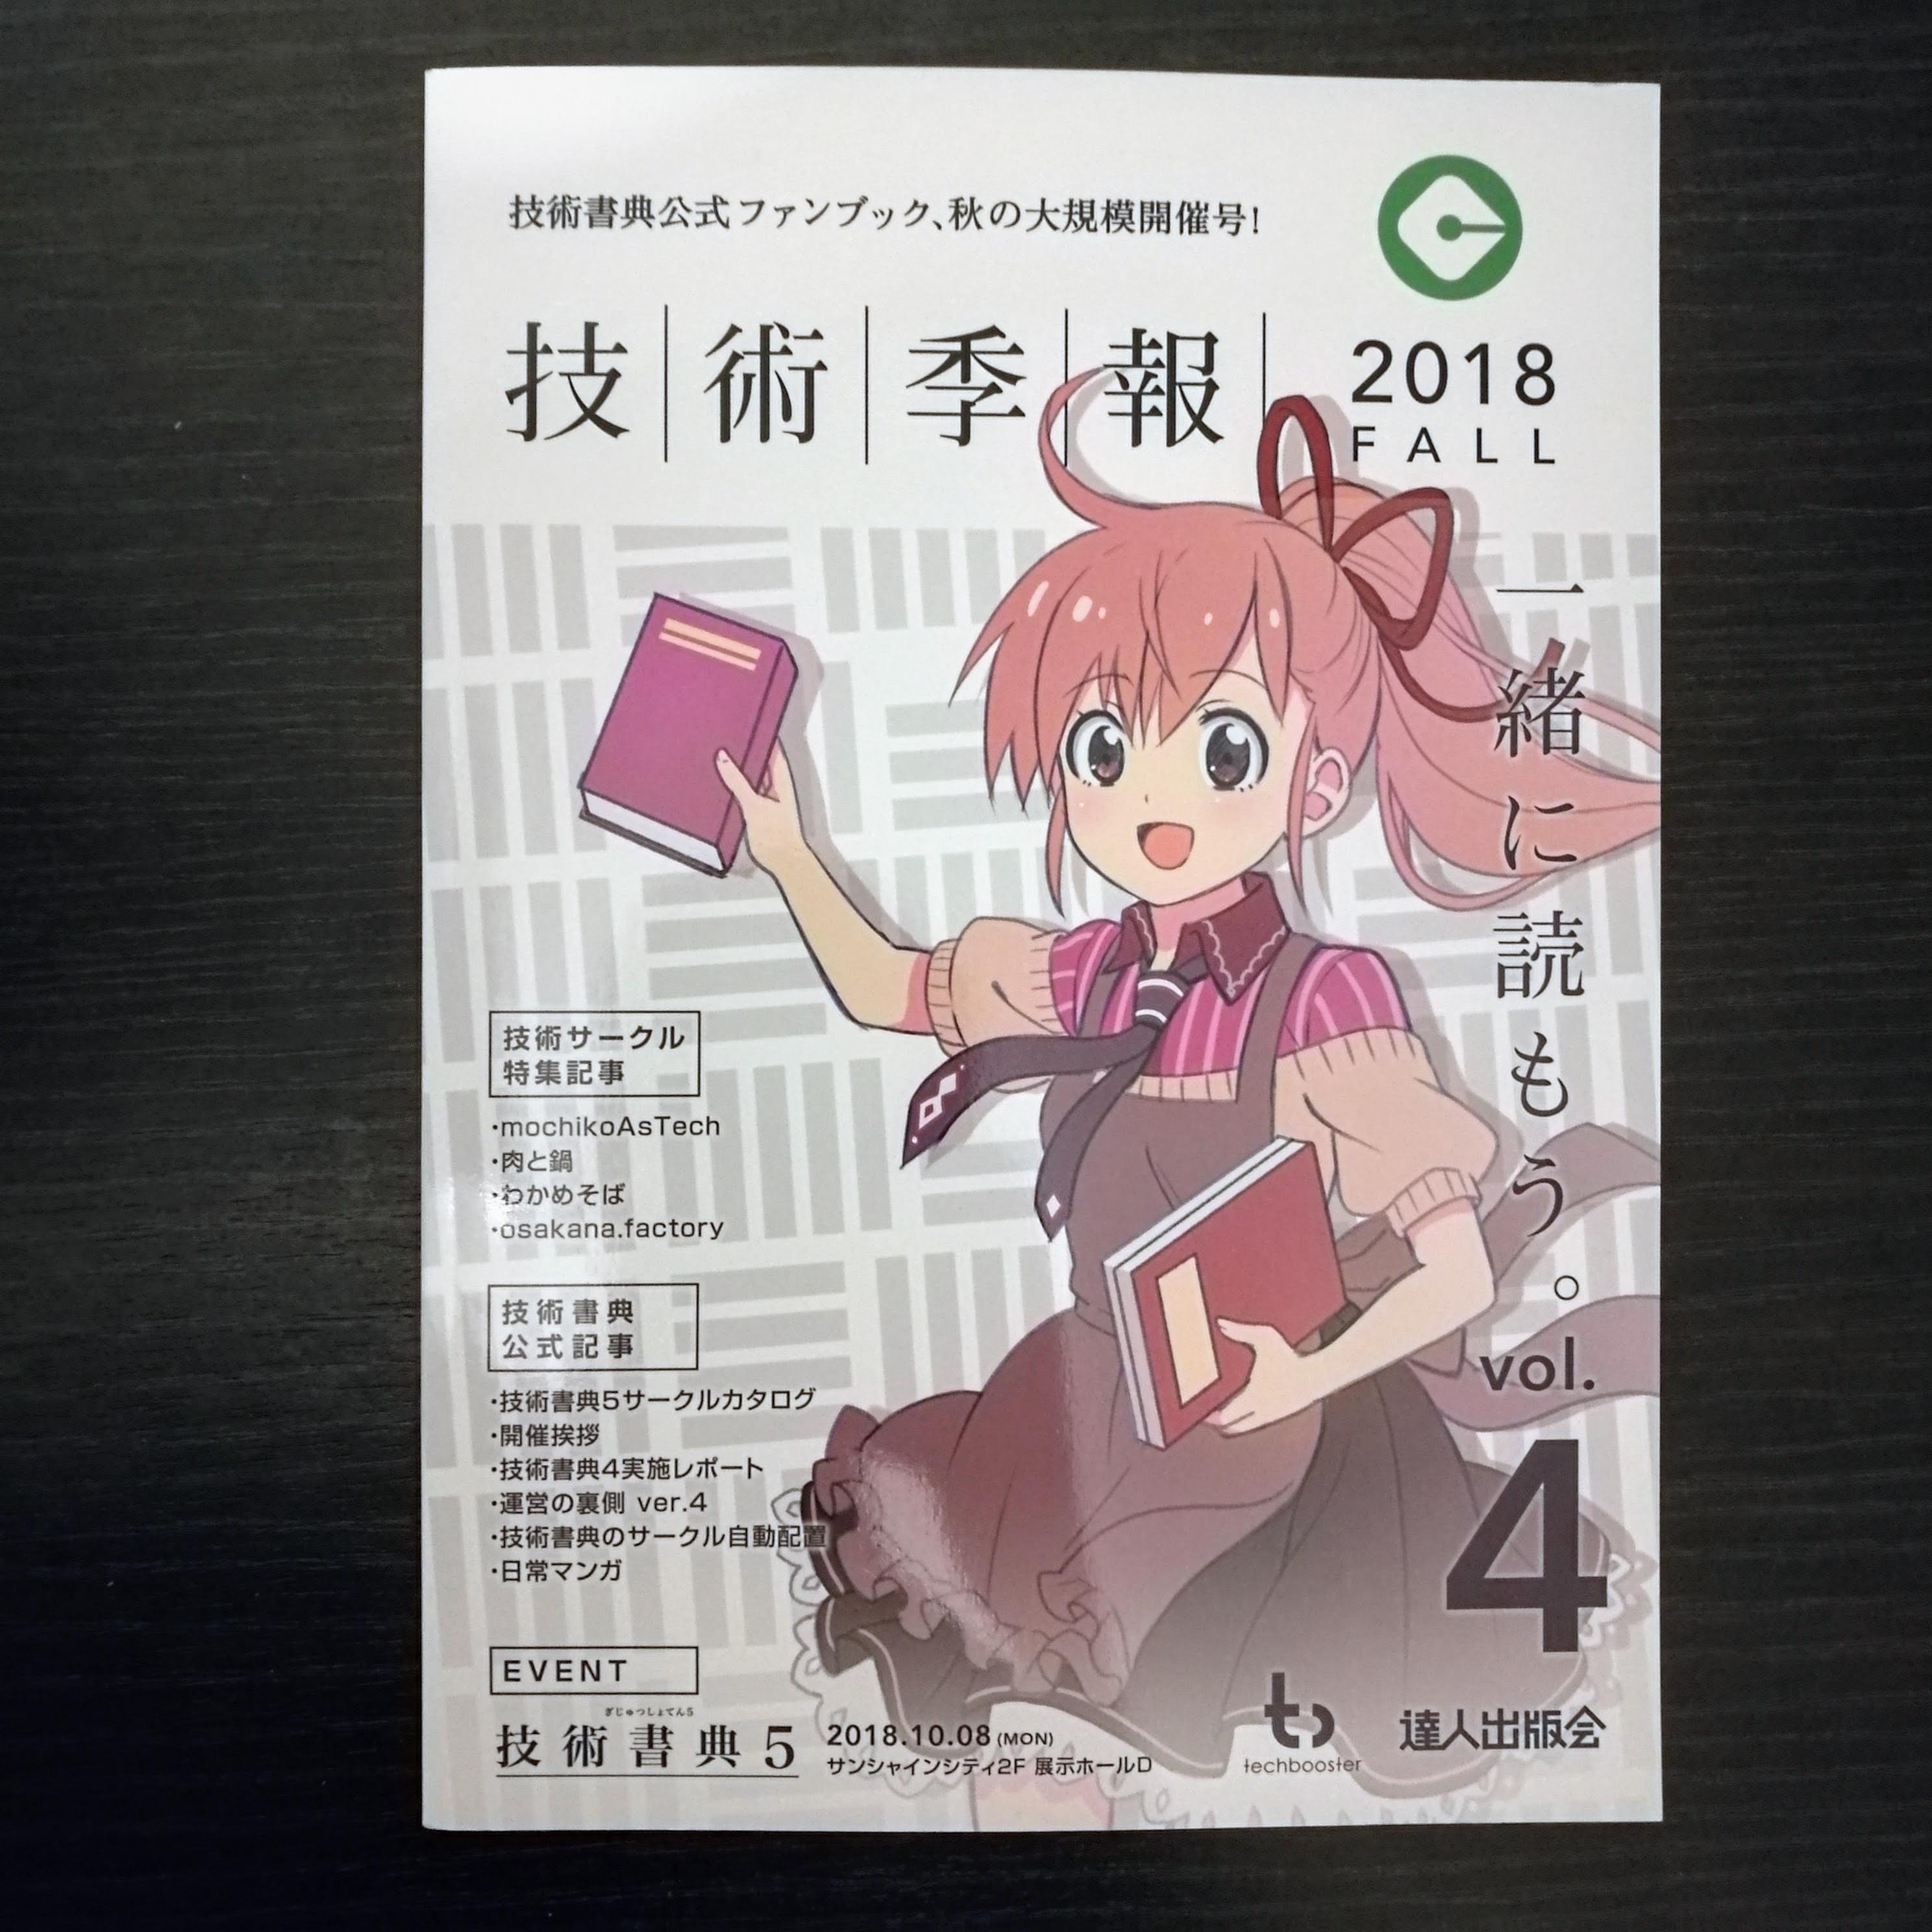 技術書典公式ファンブック、秋の大規模開催号!
技術季報
2018
FALL
一緒に読もう。
vol.
4
技術サークル
特集記事
・mochikoAsTech
・肉と鍋
・わかめそば
・osakana.factory
技術書典
公式記事
・技術書典5サークルカタログ
・開催挨拶
・技術書典4実施レポート
・運営の裏側 ver.4
・技術書典のサークル自動配置
・日常マンガ
EVENT
ぎじゅつしょてん5
技術書典5
2018.10.08(MON)
サンシャインシティ2F 展示ホールD
techbooster
達人出版会